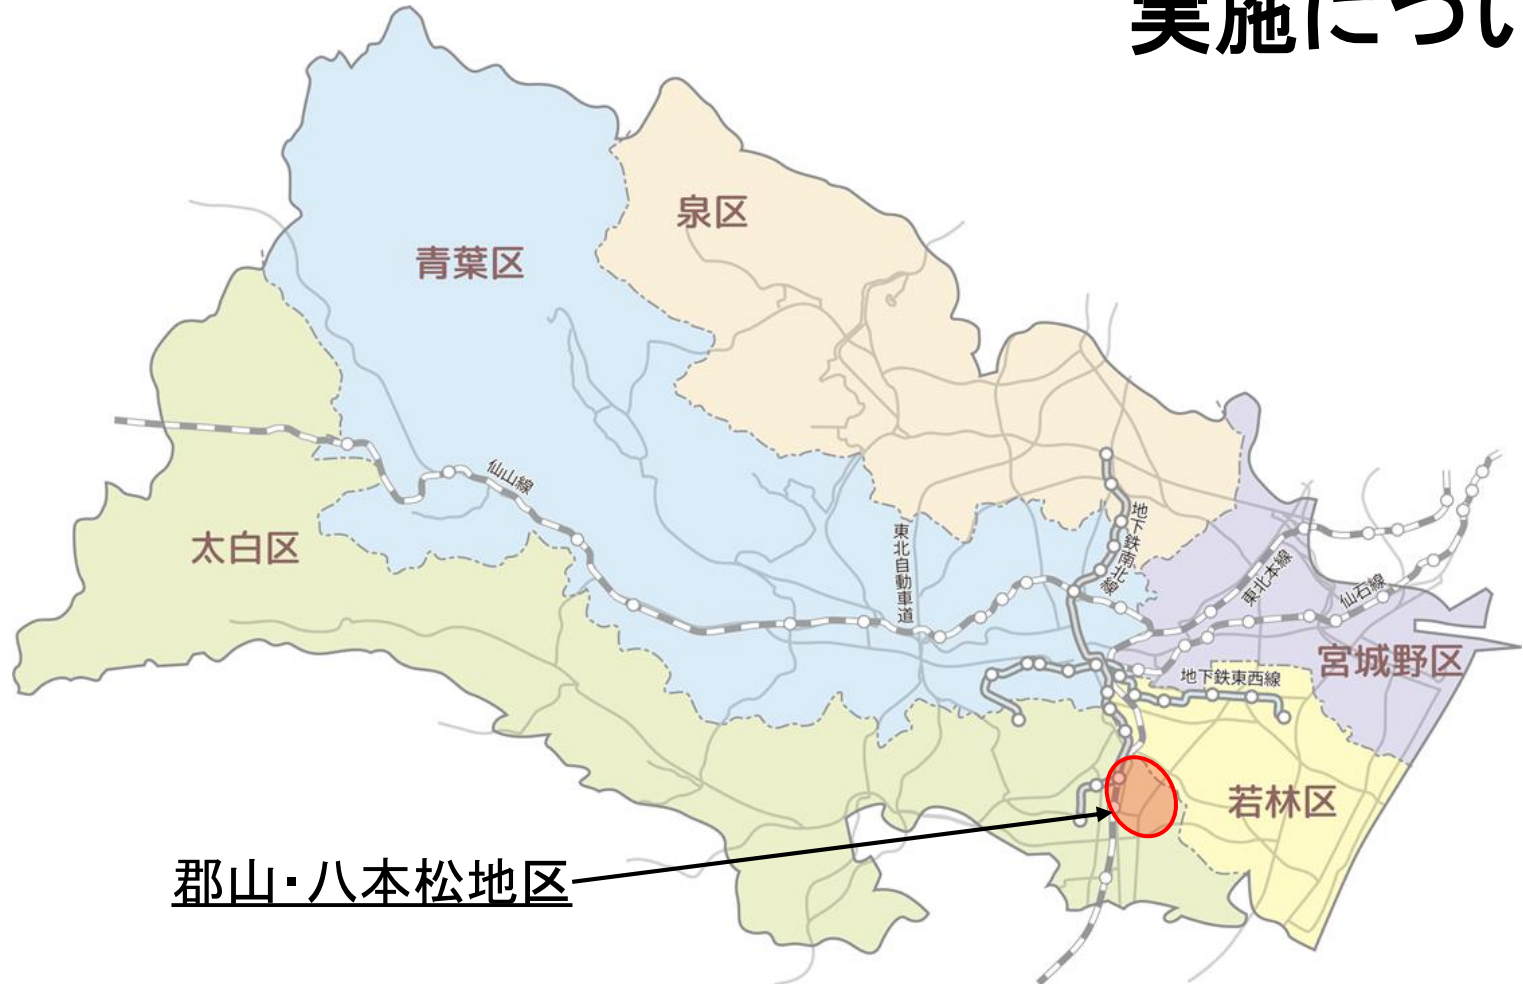 実施につい
泉区
青葉区
仙山線
太白区
東北自動車道
地下鉄南北線
東北本線
仙石線
宮城野区
地下鉄東西線
若林区
郡山・八本松地区